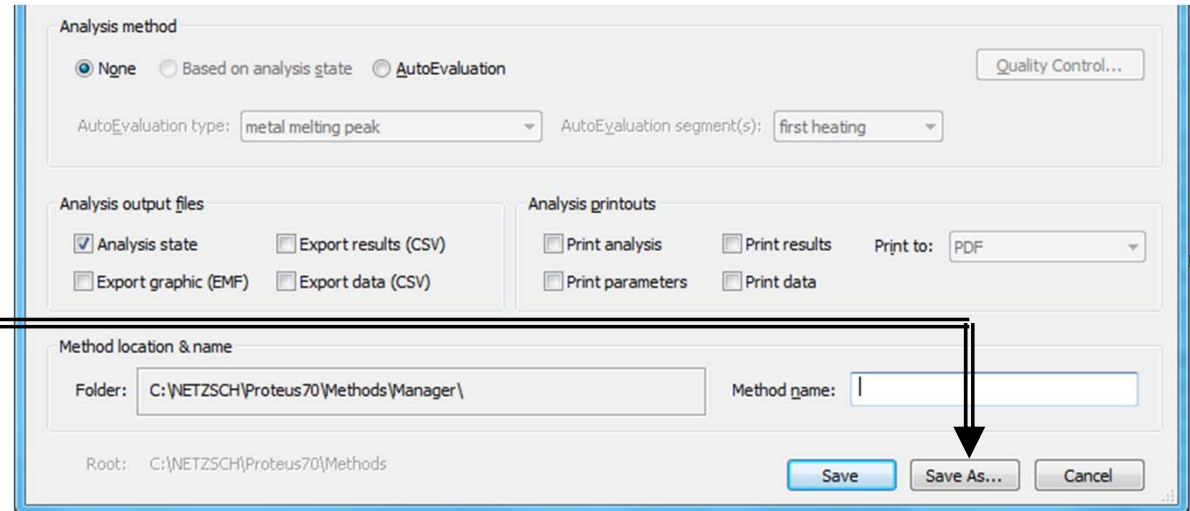 Analysis method
None Based on analysis state AutoEvaluation Quality Control...
AutoEvaluation type: metal melting peak AutoEvaluation segment(s): first heating
Analysis output files Analysis printouts
Analysis state Export results (CSV) Print analysis Print results Print to: PDF
Export graphic (EMF) Export data (CSV) Print parameters Print data
Method location & name
Folder: C:\NETZSCH\Proteus70\Methods\Manager\ Method name:
Root: C:\NETZSCH\Proteus70\Methods
Save Save As... Cancel